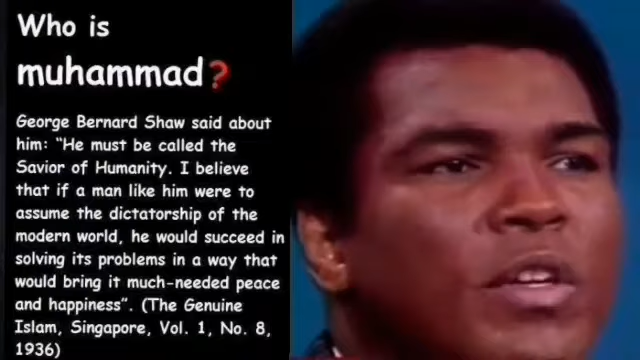 Who is
muhammad?
George Bernard Shaw said about
him: “He must be called the
Savior of Humanity. I believe
that if a man like him were to
assume the dictatorship of the
modern world, he would succeed in
solving its problems in a way that
would bring it much-needed peace
and happiness”. (The Genuine
Islam, Singapore, Vol. 1, No. 8,
1936)